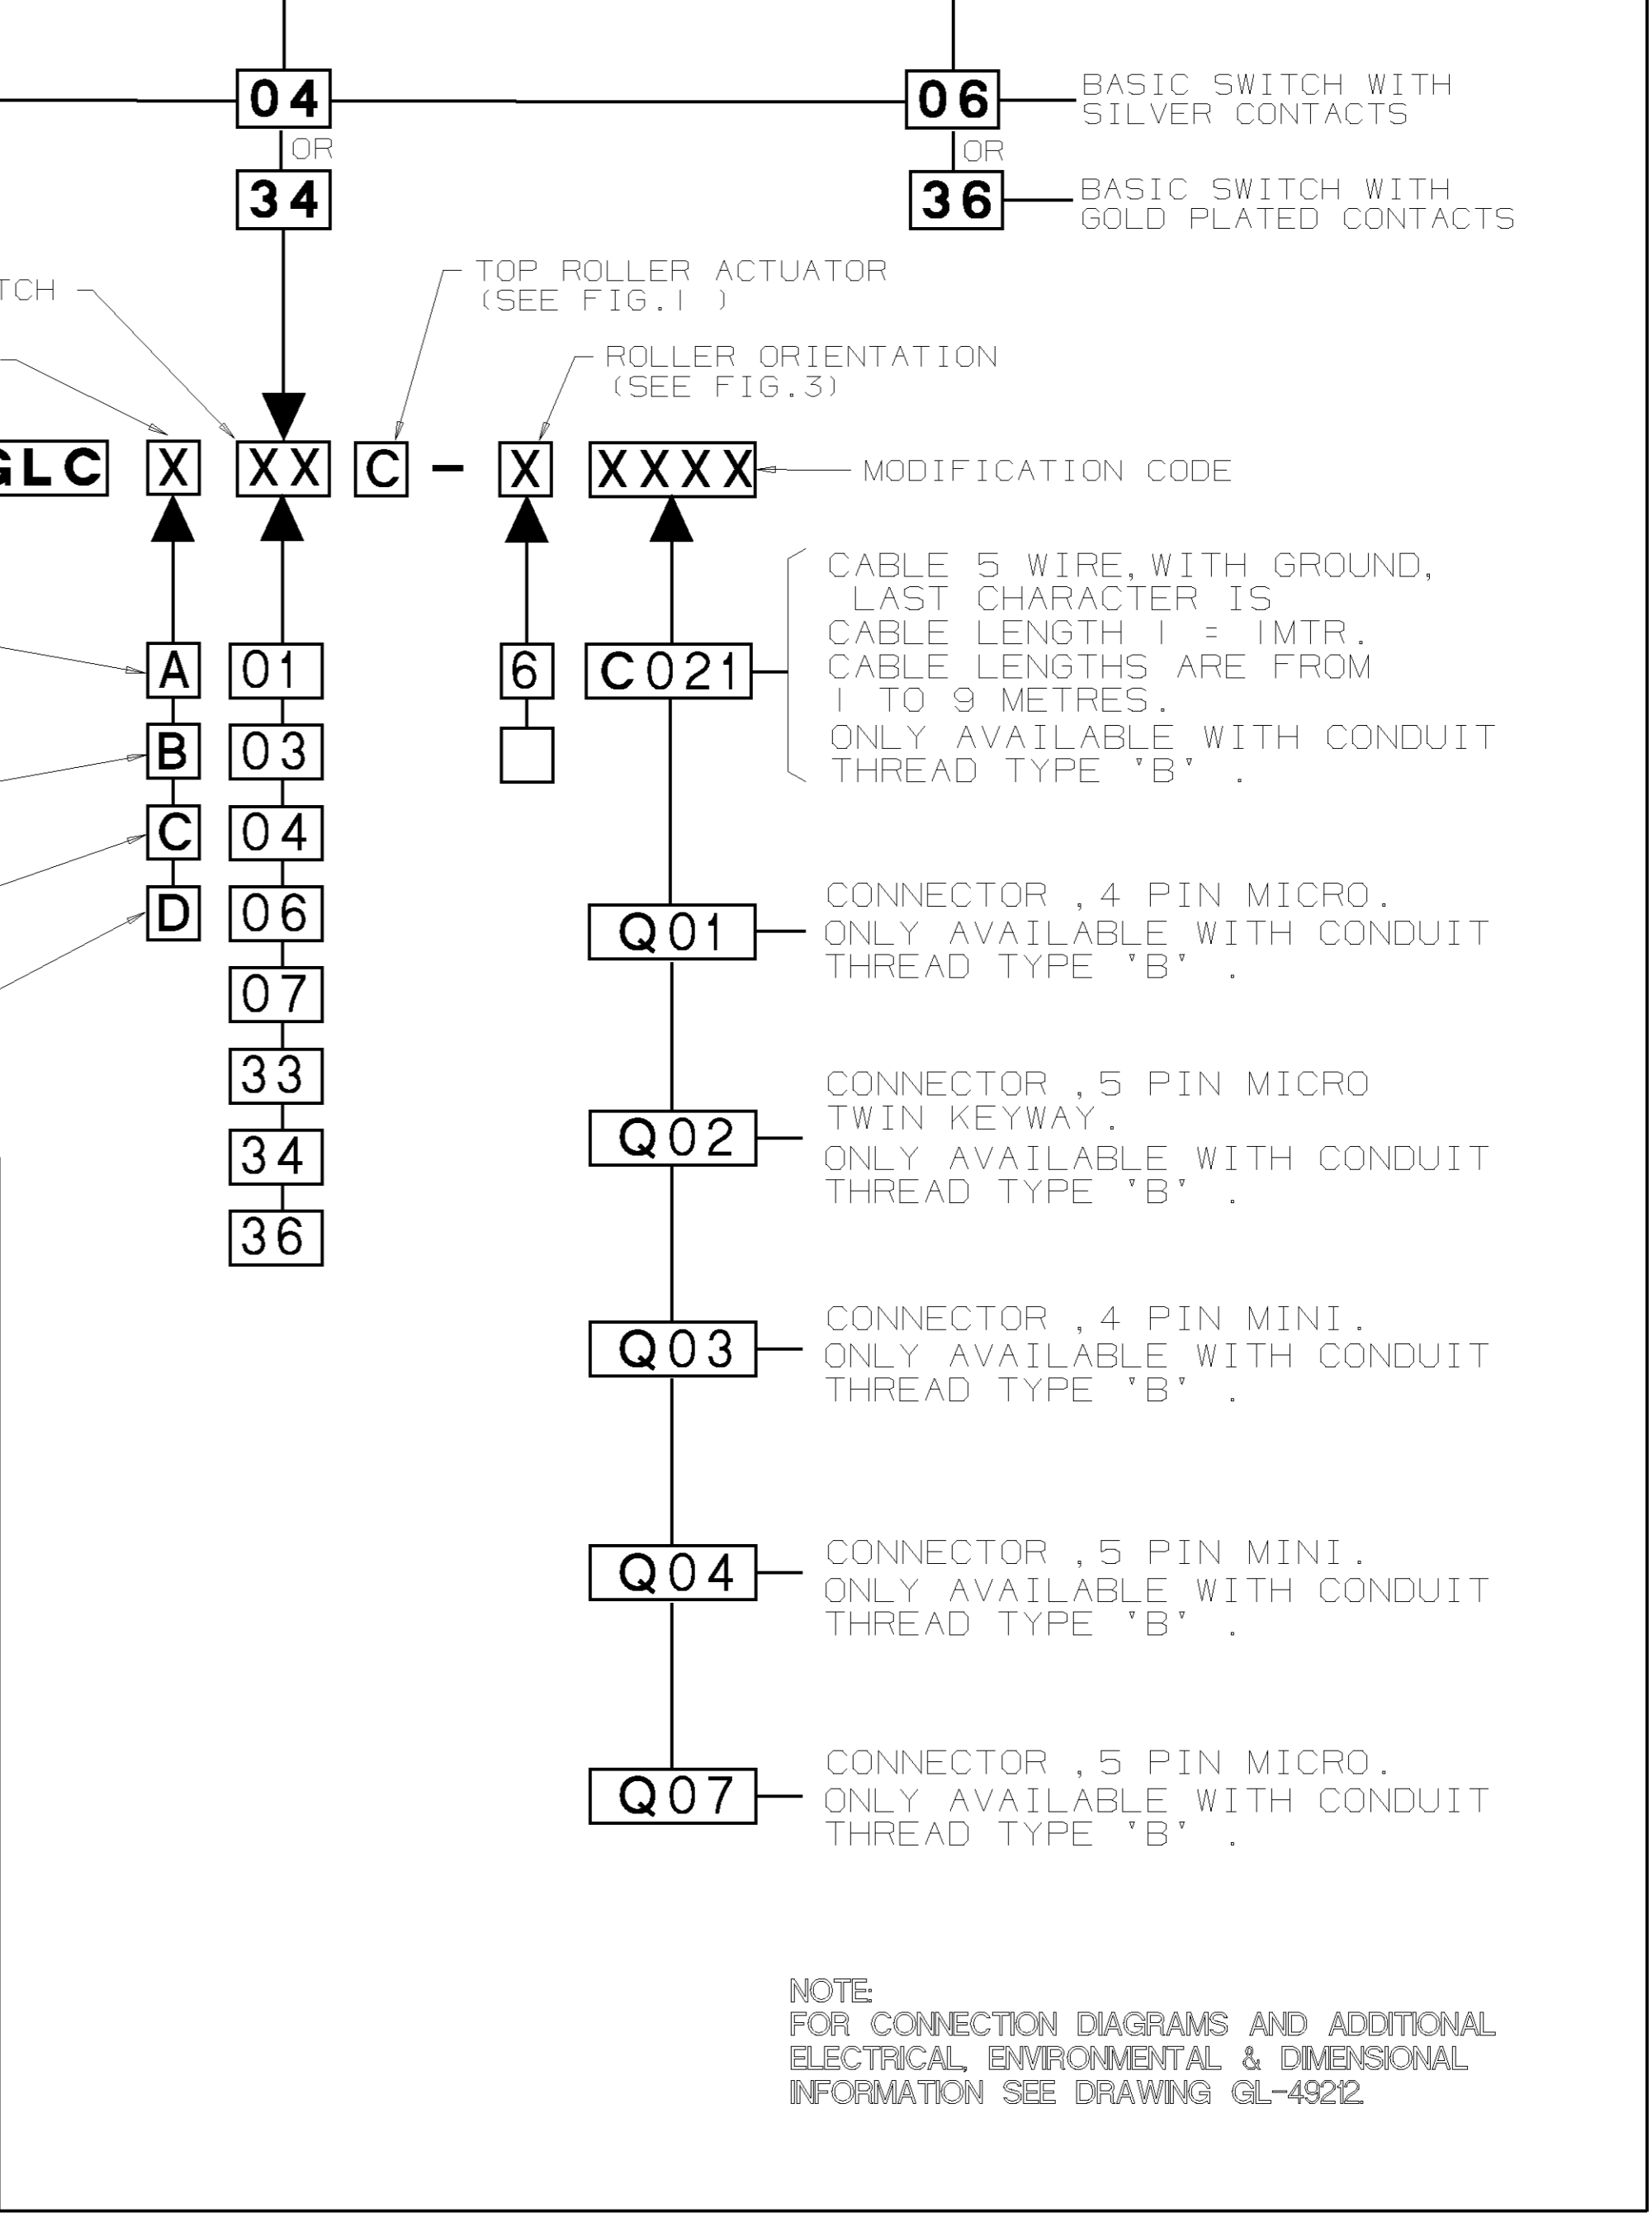 04
06
BASIC SWITCH WITH
SILVER CONTACTS
OR
OR
34
36
BASIC SWITCH WITH
GOLD PLATED CONTACTS
TCH
TOP ROLLER ACTUATOR
(SEE FIG.1 )
ROLLER ORIENTATION
(SEE FIG.3)
GLC X XX C - X XXXX
MODIFICATION CODE
CABLE 5 WIRE, WITH GROUND,
LAST CHARACTER IS
CABLE LENGTH 1 = 1MTR.
CABLE LENGTHS ARE FROM
1 TO 9 METRES.
ONLY AVAILABLE WITH CONDUIT
THREAD TYPE 'B' .
A
01
6
C021
B
03
C
04
D
06
07
33
34
36
Q01
CONNECTOR ,4 PIN MICRO.
ONLY AVAILABLE WITH CONDUIT
THREAD TYPE 'B' .
Q02
CONNECTOR ,5 PIN MICRO
TWIN KEYWAY.
ONLY AVAILABLE WITH CONDUIT
THREAD TYPE 'B' .
Q03
CONNECTOR ,4 PIN MINI.
ONLY AVAILABLE WITH CONDUIT
THREAD TYPE 'B' .
Q04
CONNECTOR ,5 PIN MINI.
ONLY AVAILABLE WITH CONDUIT
THREAD TYPE 'B' .
Q07
CONNECTOR ,5 PIN MICRO.
ONLY AVAILABLE WITH CONDUIT
THREAD TYPE 'B' .
NOTE:
FOR CONNECTION DIAGRAMS AND ADDITIONAL
ELECTRICAL, ENVIRONMENTAL & DIMENSIONAL
INFORMATION SEE DRAWING GL-49212.